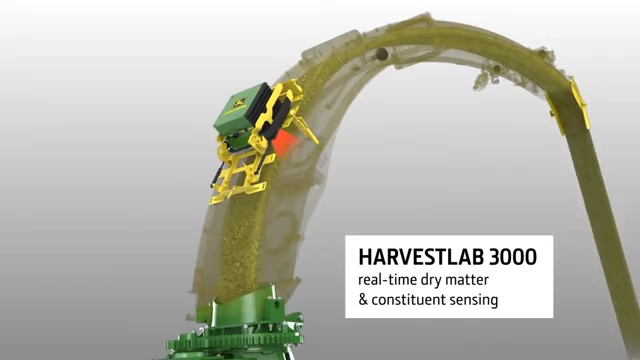 HARVESTLAB 3000
real-time dry matter
& constituent sensing